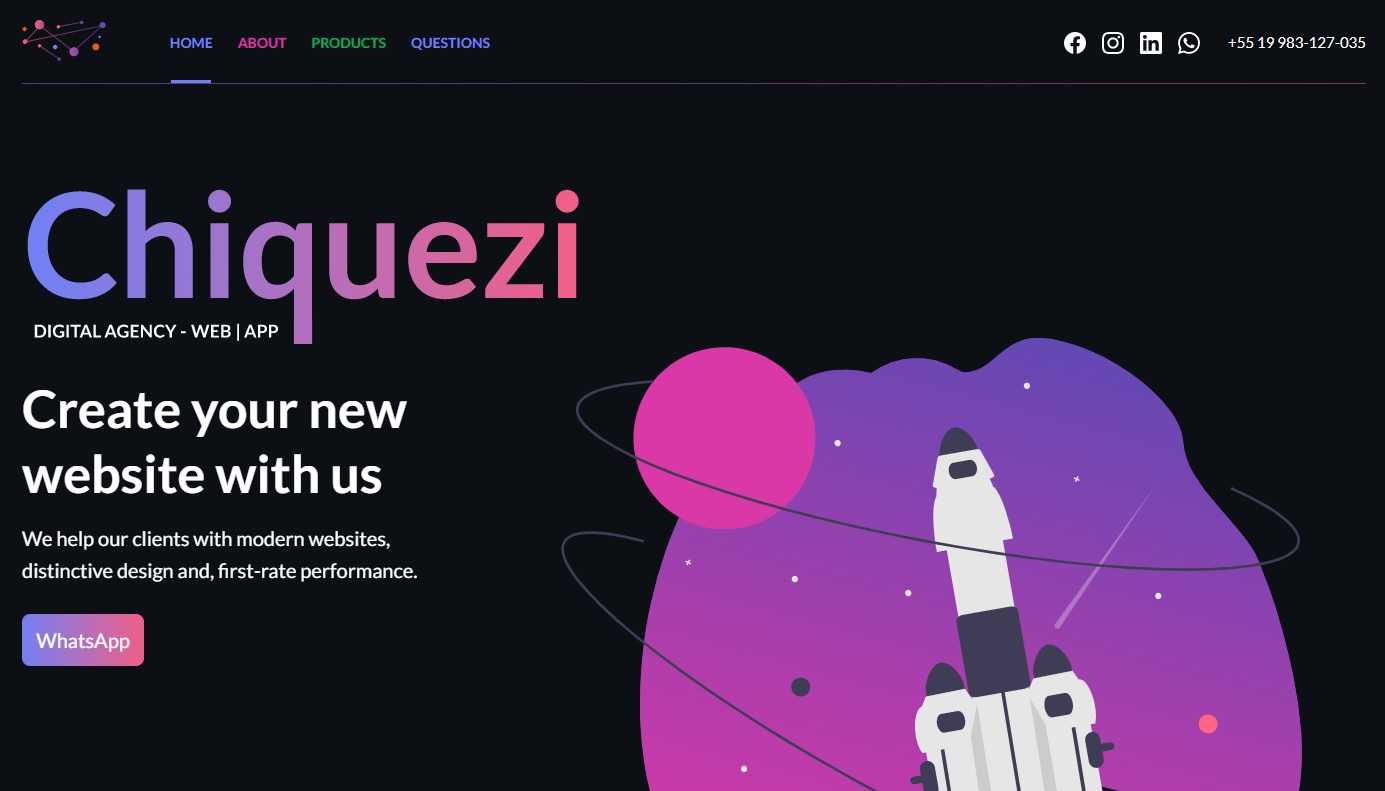 HOME ABOUT PRODUCTS QUESTIONS +55 19 983-127-035
Chiquezi
DIGITAL AGENCY - WEB | APP
Create your new
website with us
We help our clients with modern websites,
distinctive design and, first-rate performance.
WhatsApp